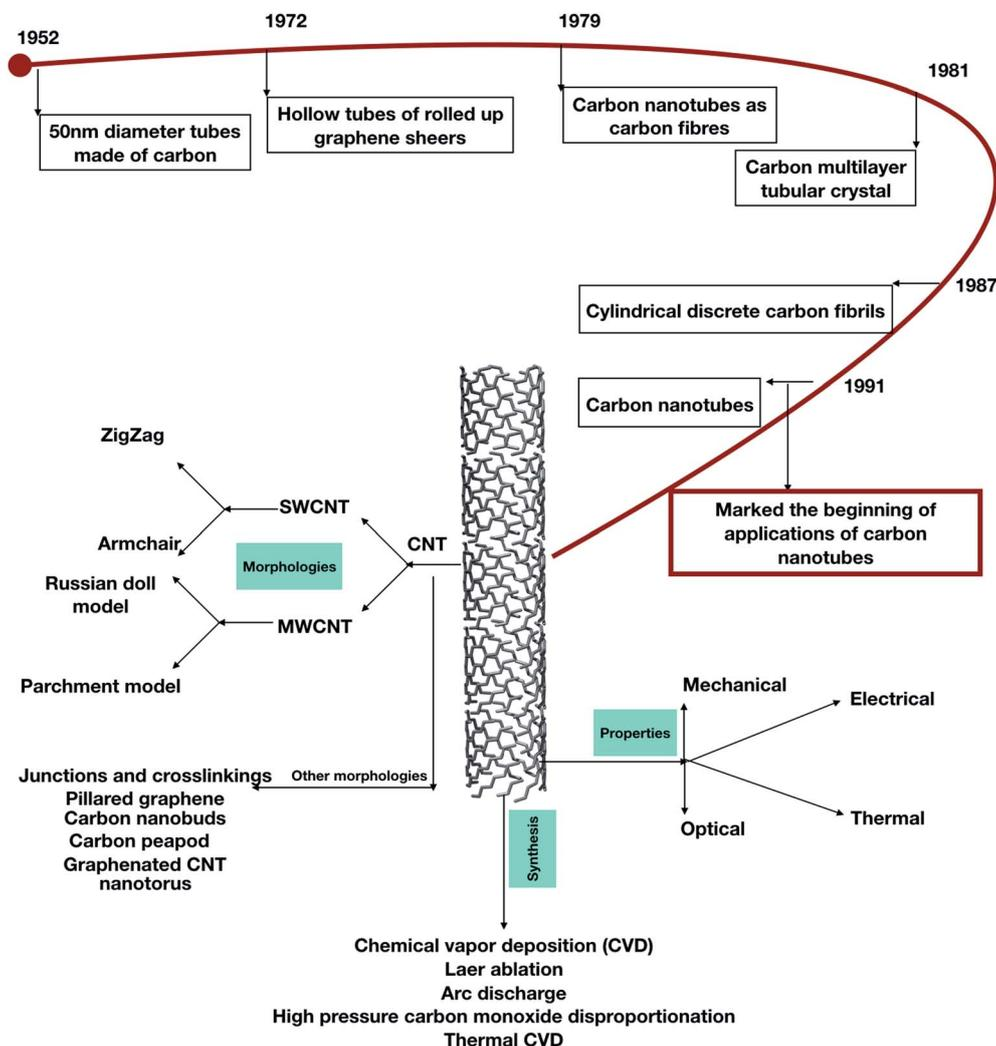 1952
1972
1979
1981
50nm diameter tubes
made of carbon
Hollow tubes of rolled up
graphene sheers
Carbon nanotubes as
carbon fibres
Carbon multilayer
tubular crystal
1987
Cylindrical discrete carbon fibrils
1991
Carbon nanotubes
Marked the beginning of
applications of carbon
nanotubes
ZigZag
SWCNT
Armchair
Morphologies
CNT
Russian doll
model
MWCNT
Parchment model
Other morphologies
Junctions and crosslinkings
Pillared graphene
Carbon nanobuds
Carbon peapod
Graphenated CNT
nanotorus
Properties
Mechanical
Electrical
Optical
Thermal
Synthesis
Chemical vapor deposition (CVD)
Laer ablation
Arc discharge
High pressure carbon monoxide disproportionation
Thermal CVD